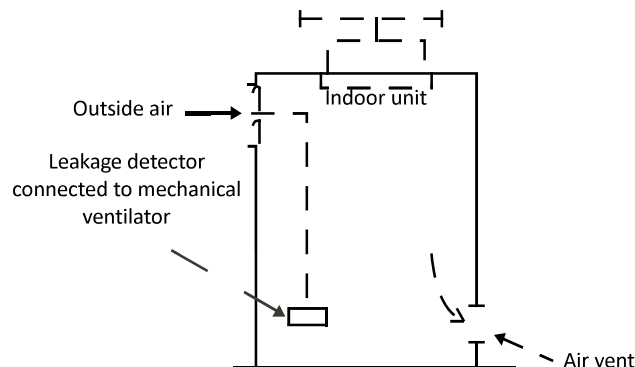 Indoor unit
Outside air
Leakage detector
connected to mechanical
ventilator
Air vent